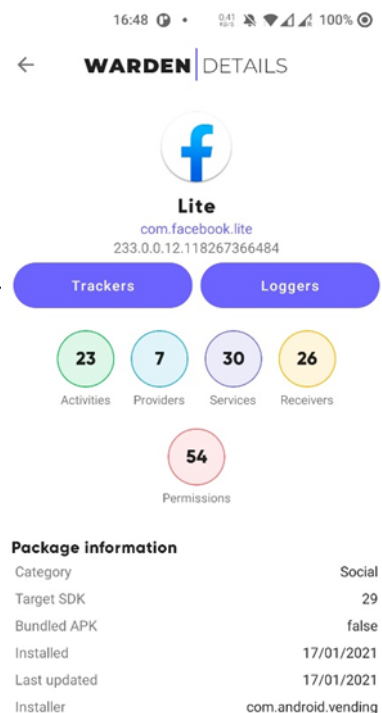 16:48 0.41 KB/S 100%
WARDEN DETAILS
Lite
com.facebook.lite
233.0.0.12.118267366484
Trackers Loggers
23 7 30 26
Activities Providers Services Receivers
54
Permissions
Package information
Category Social
Target SDK 29
Bundled APK false
Installed 17/01/2021
Last updated 17/01/2021
Installer com.android.vending